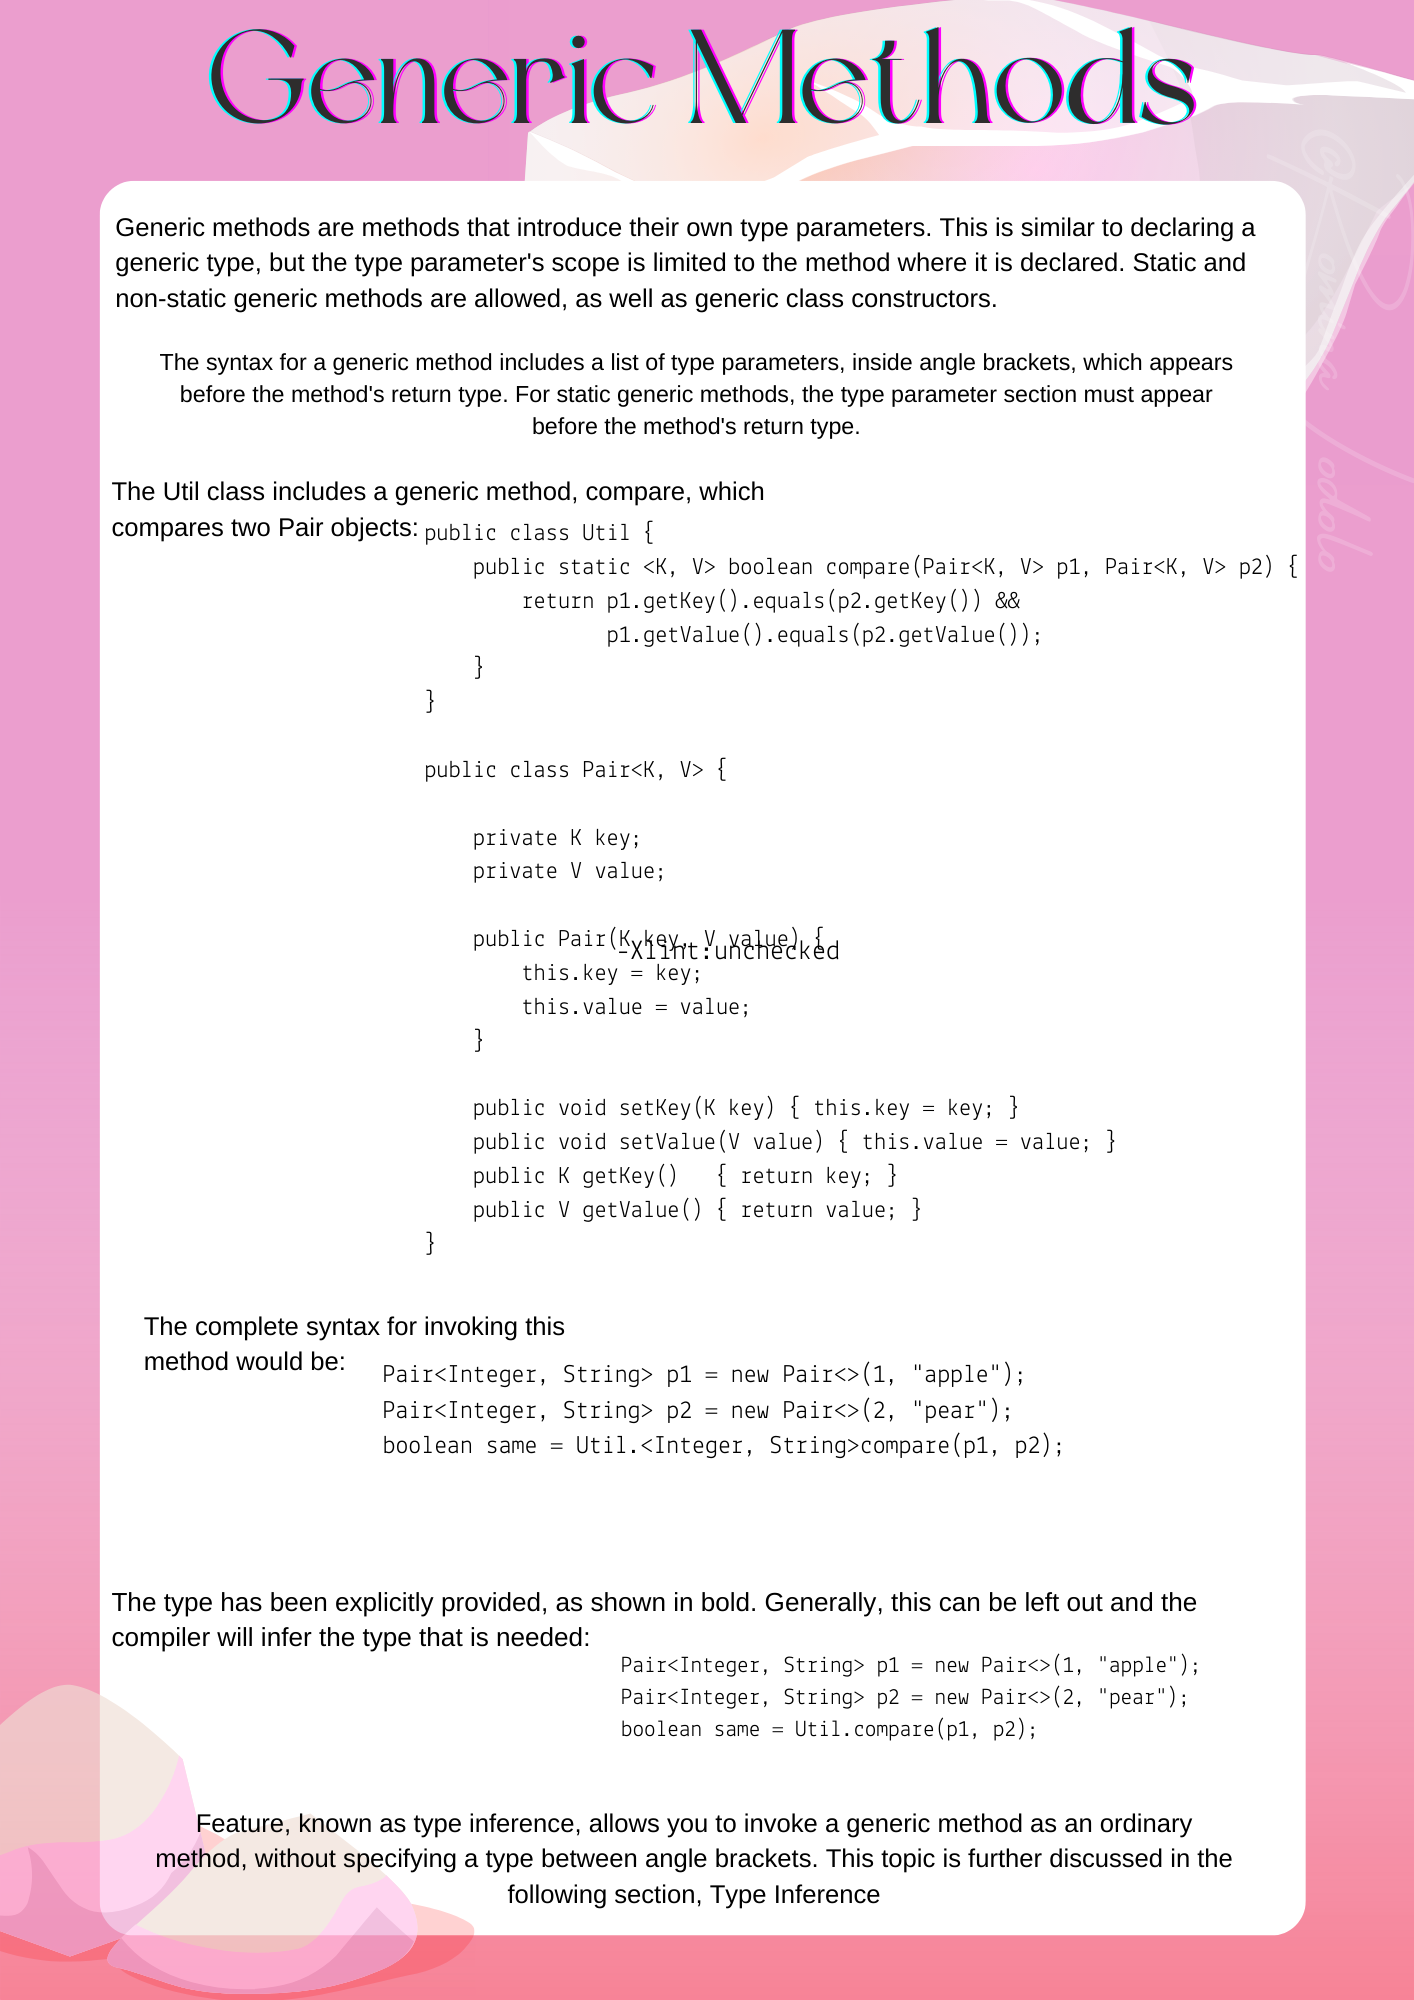 Generic Methods
Generic methods are methods that introduce their own type parameters. This is similar to declaring a
generic type, but the type parameter's scope is limited to the method where it is declared. Static and
non-static generic methods are allowed, as well as generic class constructors.
The syntax for a generic method includes a list of type parameters, inside angle brackets, which appears
before the method's return type. For static generic methods, the type parameter section must appear
before the method's return type.
The Util class includes a generic method, compare, which
compares two Pair objects:
public class Util {
    public static <K, V> boolean compare(Pair<K, V> p1, Pair<K, V> p2) {
        return p1.getKey().equals(p2.getKey()) &&
               p1.getValue().equals(p2.getValue());
    }
}
public class Pair<K, V> {
    private K key;
    private V value;
    public Pair(K key, V value) {
-Xlint:unchecked
        this.key = key;
        this.value = value;
    }
    public void setKey(K key) { this.key = key; }
    public void setValue(V value) { this.value = value; }
    public K getKey()   { return key; }
    public V getValue() { return value; }
}
The complete syntax for invoking this
method would be:
Pair<Integer, String> p1 = new Pair<>(1, "apple");
Pair<Integer, String> p2 = new Pair<>(2, "pear");
boolean same = Util.<Integer, String>compare(p1, p2);
The type has been explicitly provided, as shown in bold. Generally, this can be left out and the
compiler will infer the type that is needed:
Pair<Integer, String> p1 = new Pair<>(1, "apple");
Pair<Integer, String> p2 = new Pair<>(2, "pear");
boolean same = Util.compare(p1, p2);
Feature, known as type inference, allows you to invoke a generic method as an ordinary
method, without specifying a type between angle brackets. This topic is further discussed in the
following section, Type Inference